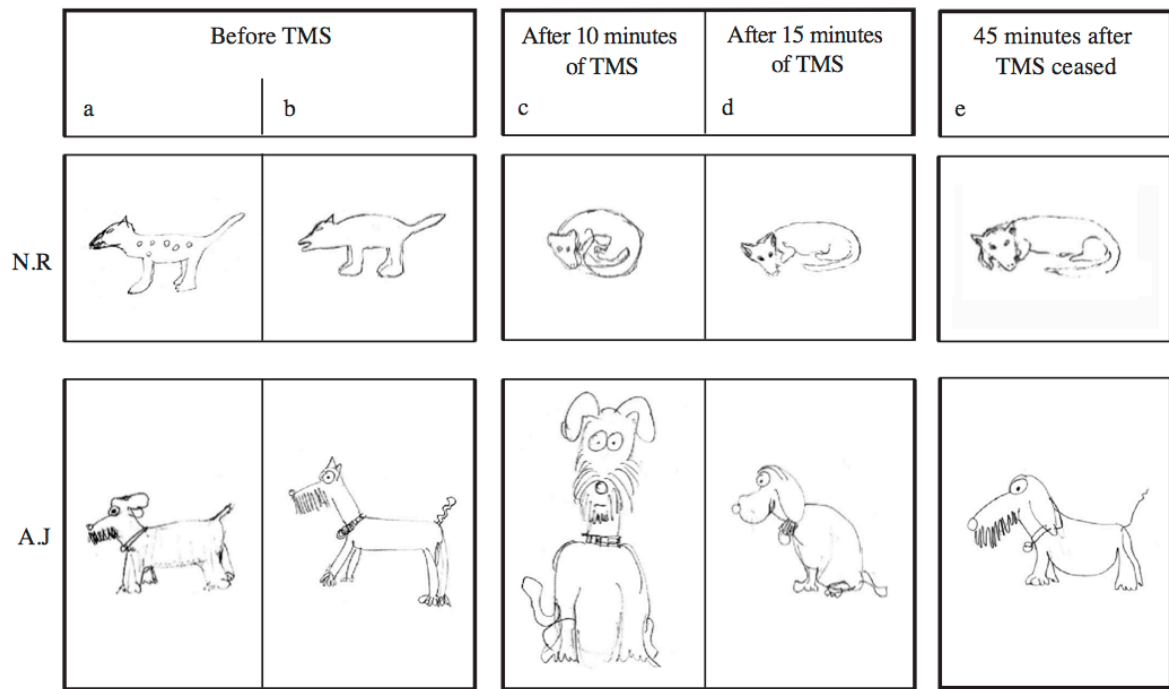 Before TMS
a
b
After 10 minutes
of TMS
c
After 15 minutes
of TMS
d
45 minutes after
TMS ceased
e
N.R
A.J